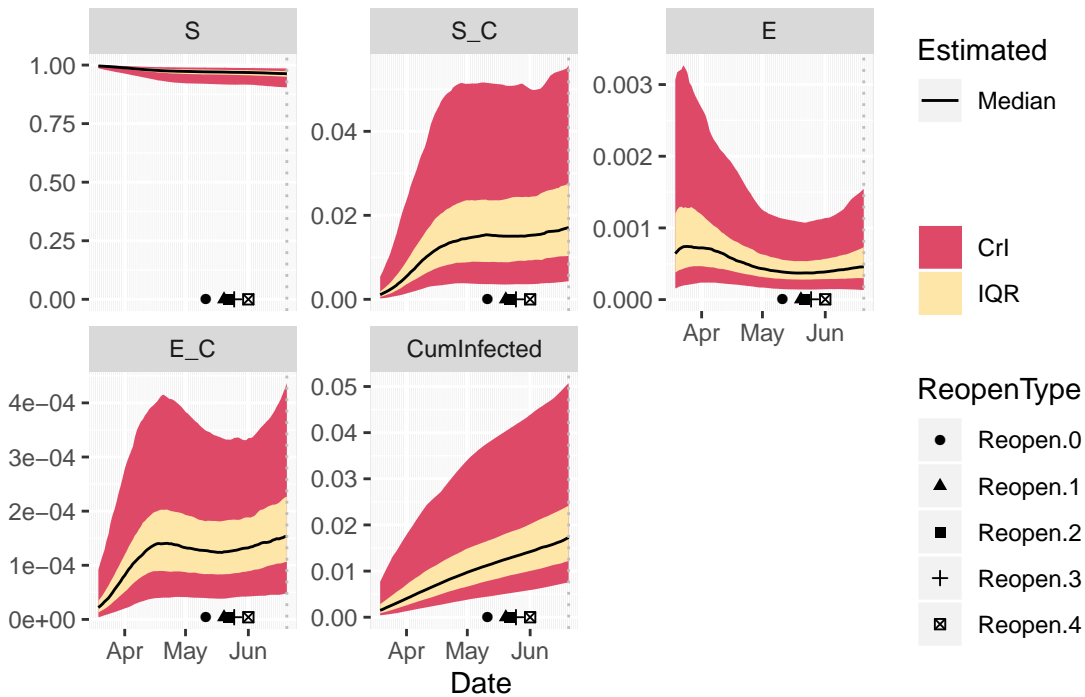 S
S_C
E
1.00
0.75
0.50
0.25
0.00
0.04
0.02
0.00
0.003
0.002
0.001
0.000
Apr May Jun
E_C
CumInfected
4e−04
3e−04
2e−04
1e−04
0e+00
Apr May Jun
0.05
0.04
0.03
0.02
0.01
0.00
Apr May Jun
Date
Estimated
Median
CrI
IQR
ReopenType
Reopen.0
Reopen.1
Reopen.2
Reopen.3
Reopen.4